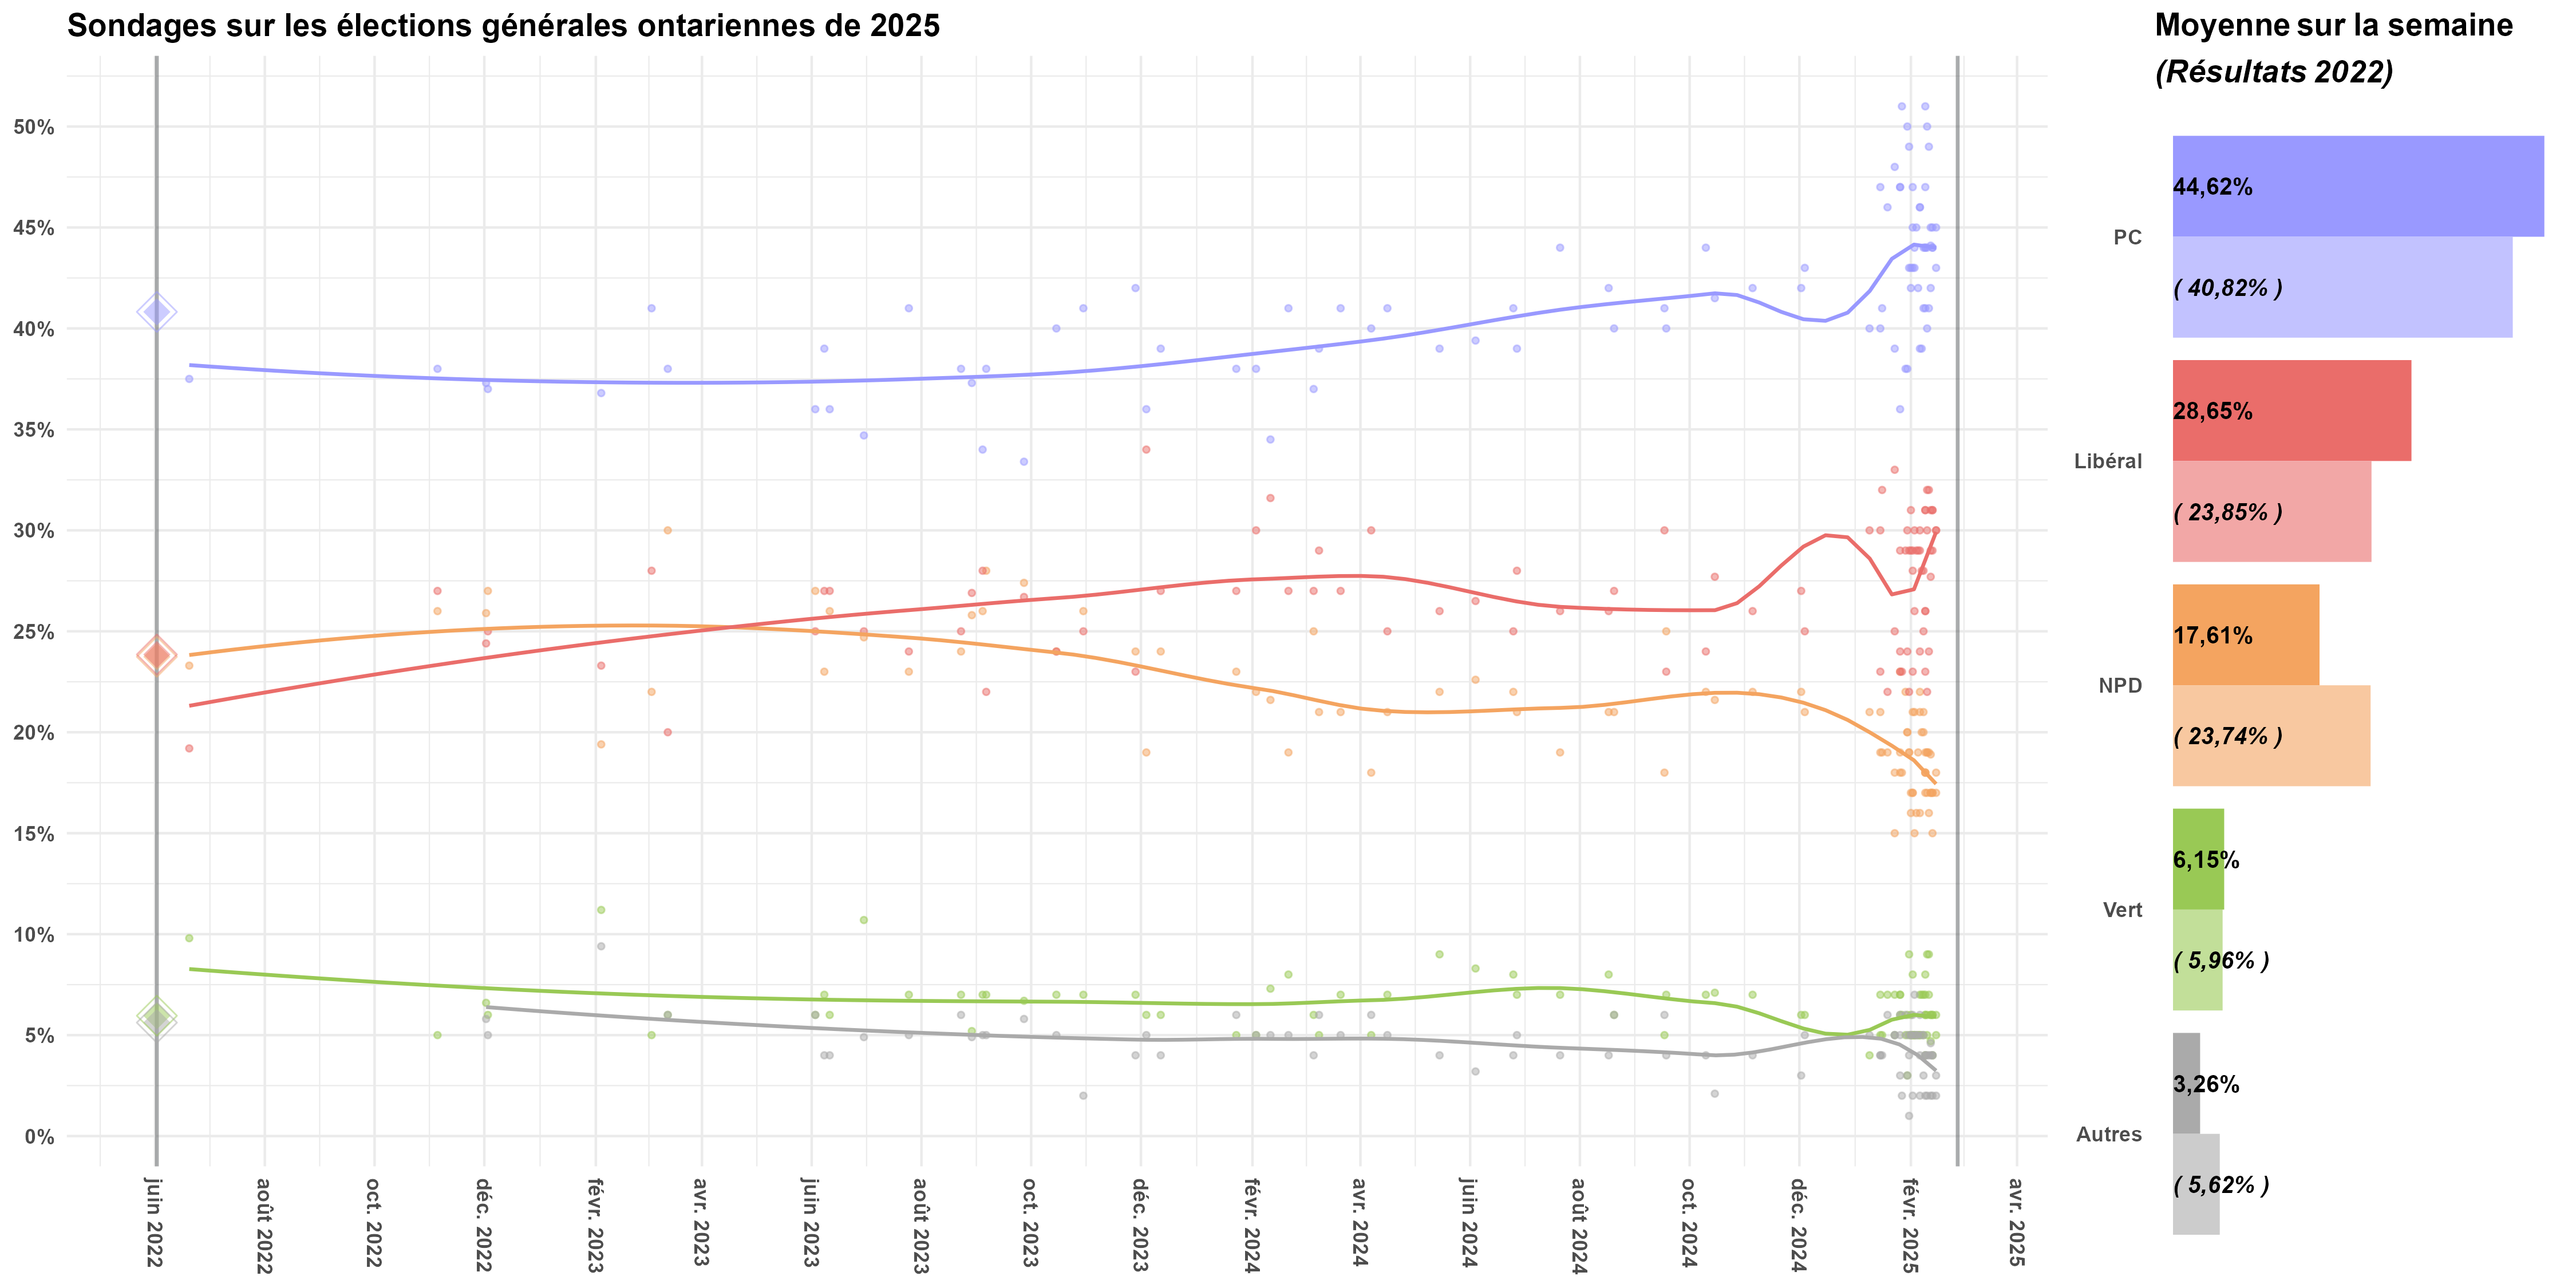 Sondages sur les élections générales ontariennes de 2025
50%
45%
40%
35%
30%
25%
20%
15%
10%
5%
0%
juin 2022
août 2022
oct. 2022
déc. 2022
févr. 2023
avr. 2023
juin 2023
août 2023
oct. 2023
déc. 2023
févr. 2024
avr. 2024
juin 2024
août 2024
oct. 2024
déc. 2024
févr. 2025
avr. 2025
Moyenne sur la semaine
(Résultats 2022)
PC
44,62%
( 40,82% )
Libéral
28,65%
( 23,85% )
NPD
17,61%
( 23,74% )
Vert
6,15%
( 5,96% )
Autres
3,26%
( 5,62% )